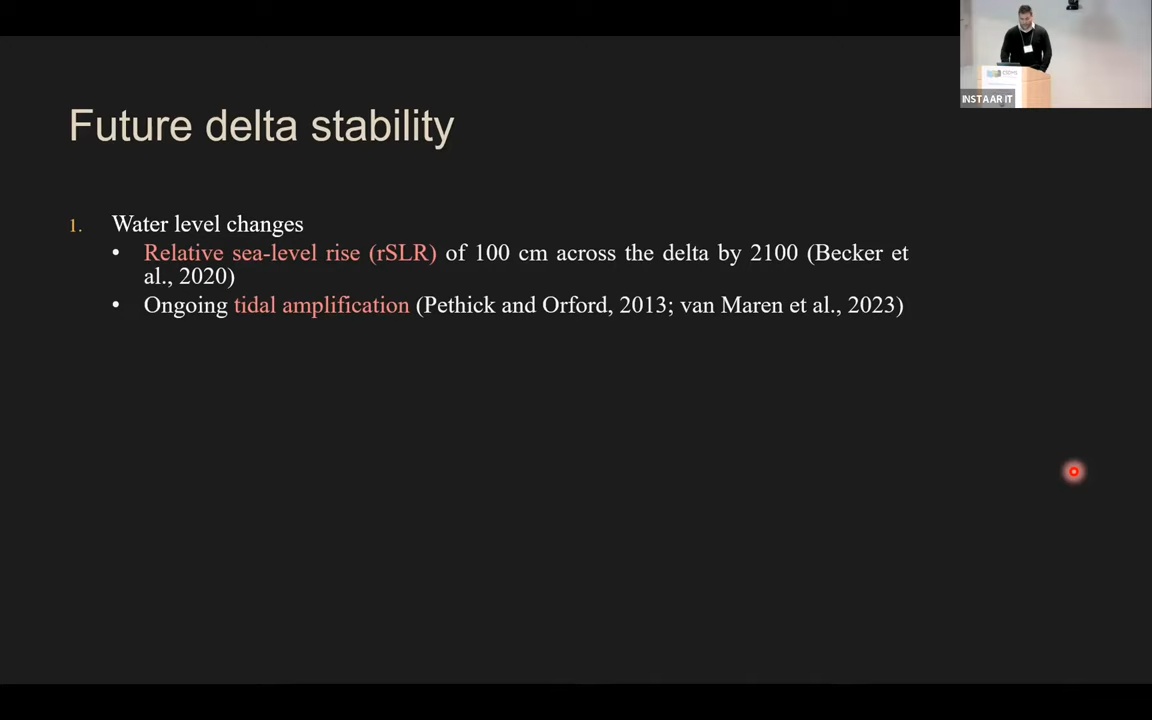 Future delta stability
1. Water level changes
• Relative sea-level rise (rSLR) of 100 cm across the delta by 2100 (Becker et
al., 2020)
• Ongoing tidal amplification (Pethick and Orford, 2013; van Maren et al., 2023)
INSTAAR IT